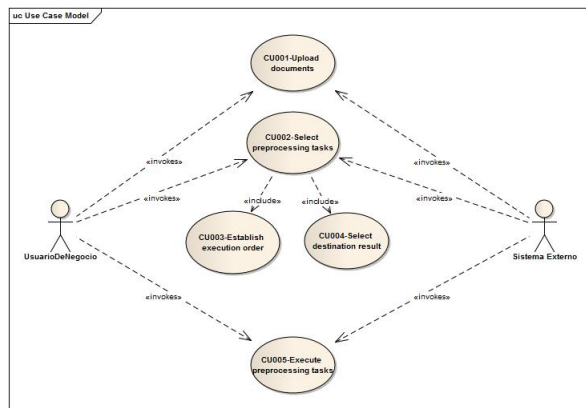 uc Use Case Model
CU001-Upload
documents
CU002-Select
preprocessing tasks
«invokes»
«invokes»
«invokes»
«invokes»
«include»
«include»
CU003-Establish
execution order
CU004-Select
destination result
UsuarioDeNegocio
Sistema Externo
«invokes»
«invokes»
CU005-Execute
preprocessing tasks